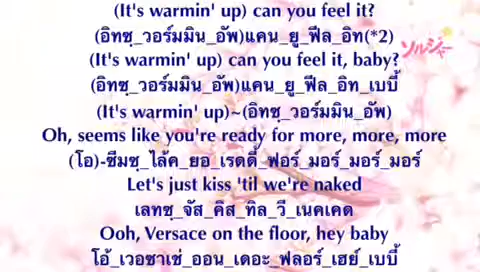 (It's warmin' up) can you feel it?
(อิทซฺ_วอร์มมิน_อัพ)แคน_ยู_ฟีล_อิท(*2)
(It's warmin' up) can you feel it, baby?
(อิทซฺ_วอร์มมิน_อัพ)แคน_ยู_ฟีล_อิท_เบบี้
(It's warmin' up)~(อิทซฺ_วอร์มมิน_อัพ)
Oh, seems like you're ready for more, more, more
(โอ)-ซีมซฺ_ไล้ค_ยอ_เรดดี้_ฟอร์_มอร์_มอร์_มอร์
Let's just kiss 'til we're naked
เลทซฺ_จัส_คิส_ทิล_วี_เนคเคด
Ooh, Versace on the floor, hey baby
โอ้_เวอซาเช่_ออน_เดอะ_ฟลอร์_เฮย์_เบบี้
โซลเจอร์